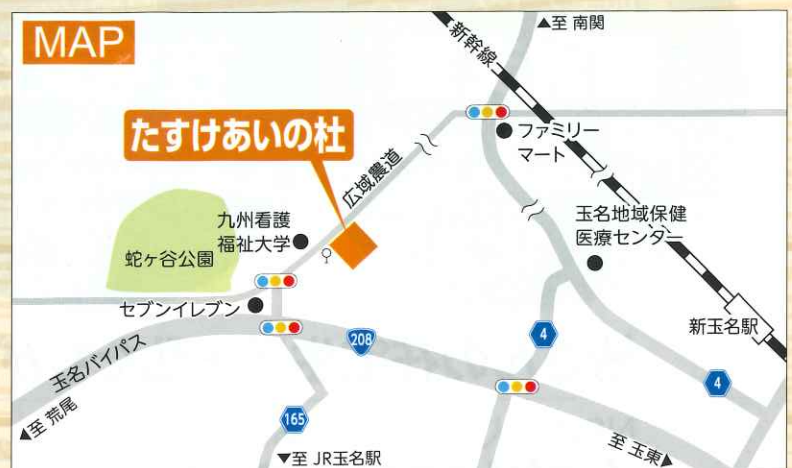 MAP
▲至 南関
新幹線
たすけあいの杜
広域農道
ファミリー
マート
九州看護
福祉大学
玉名地域保健
医療センター
蛇ヶ谷公園
セブンイレブン
新玉名駅
208
4
4
玉名バイパス
165
◀至 荒尾
▼至 JR玉名駅
至 玉東▶